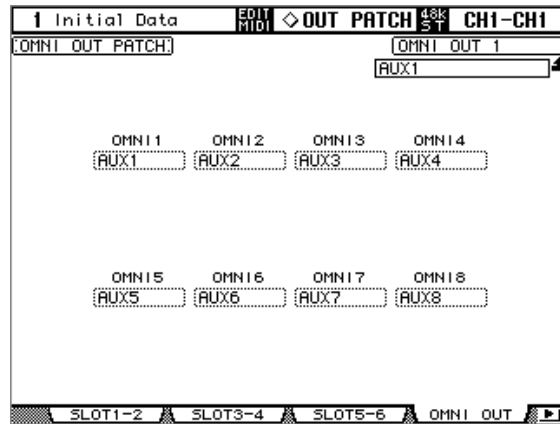 1 Initial Data EDIT MIDI ◇OUT PATCH 48k ST CH1-CH1
OMNI OUT PATCH OMNI OUT 1
AUX1
OMNI1 OMNI2 OMNI3 OMNI4
AUX1 AUX2 AUX3 AUX4
OMNI5 OMNI6 OMNI7 OMNI8
AUX5 AUX6 AUX7 AUX8
SLOT1-2 SLOT3-4 SLOT5-6 OMNI OUT